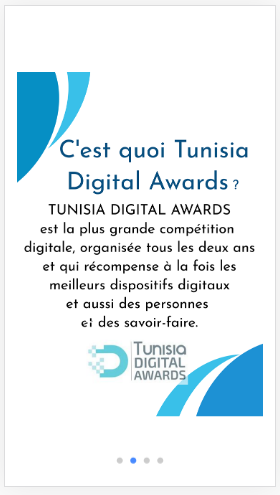 C'est quoi Tunisia
Digital Awards ?
TUNISIA DIGITAL AWARDS
est la plus grande compétition
digitale, organisée tous les deux ans
et qui récompense à la fois les
meilleurs dispositifs digitaux
et aussi des personnes
et des savoir-faire.
Tunisia
DIGITAL
AWARDS